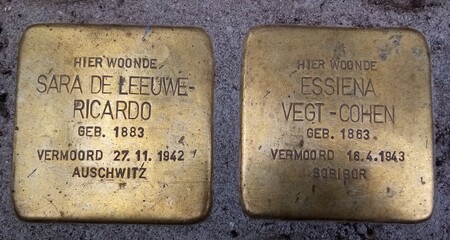 HIER WOONDE
SARA DE LEEUWE-
RICARDO
GEB. 1883
VERMOORD 27.11.1942
AUSCHWITZ
HIER WOONDE
ESSIENA
VEGT-COHEN
GEB. 1863
VERMOORD 16.4.1943
SOBIBOR